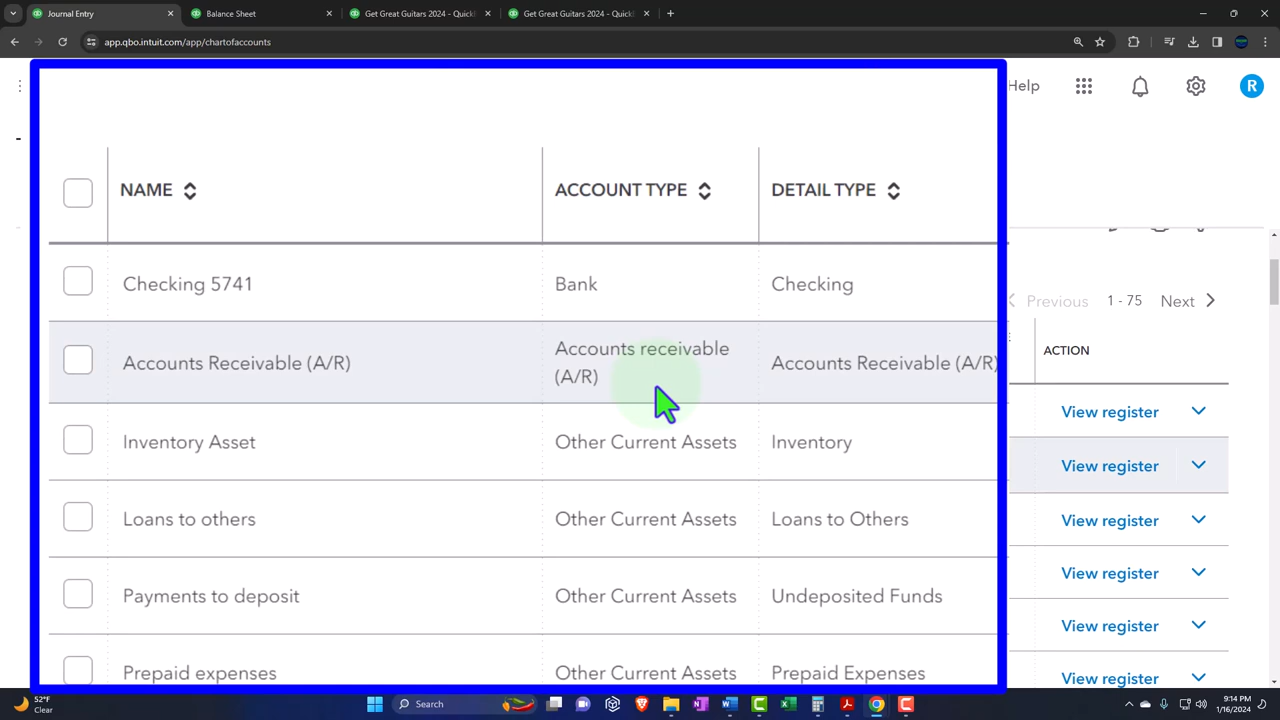 Journal Entry
Balance Sheet
Get Great Guitars 2024 - Quick
Get Great Guitars 2024 - Quick
app.qbo.intuit.com/app/chartofaccounts
Help
R
NAME ACCOUNT TYPE DETAIL TYPE
Previous 1 - 75 Next
ACTION
Checking 5741 Bank Checking
View register
Accounts Receivable (A/R) Accounts receivable (A/R) Accounts Receivable (A/R)
View register
Inventory Asset Other Current Assets Inventory
View register
Loans to others Other Current Assets Loans to Others
View register
Payments to deposit Other Current Assets Undeposited Funds
View register
Prepaid expenses Other Current Assets Prepaid Expenses
View register
52°F
Clear
Search
9:14 PM
1/16/2024